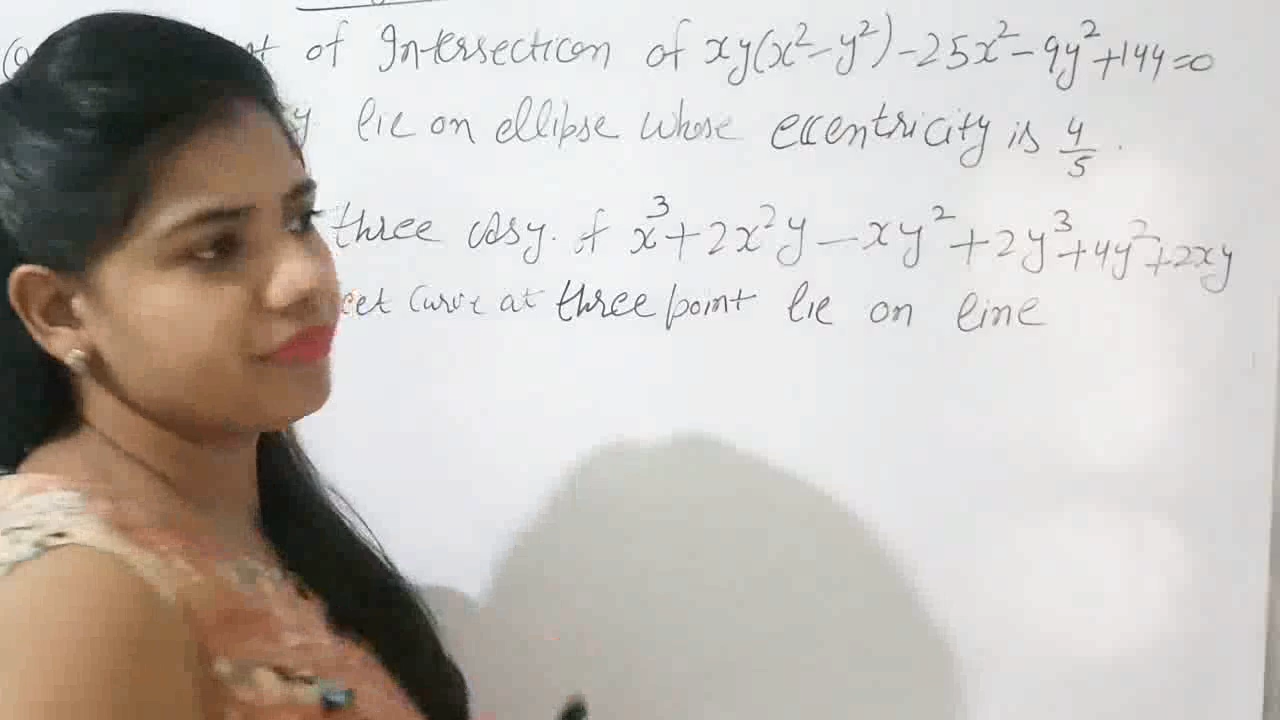 of Intersection of xy(x²-y²)-25x²-9y²+144=0
lie on ellipse whose eccentricity is 4/5.
three asy. of x³+2x²y-xy²+2y³+4y²+2xy
Curve at three point lie on line